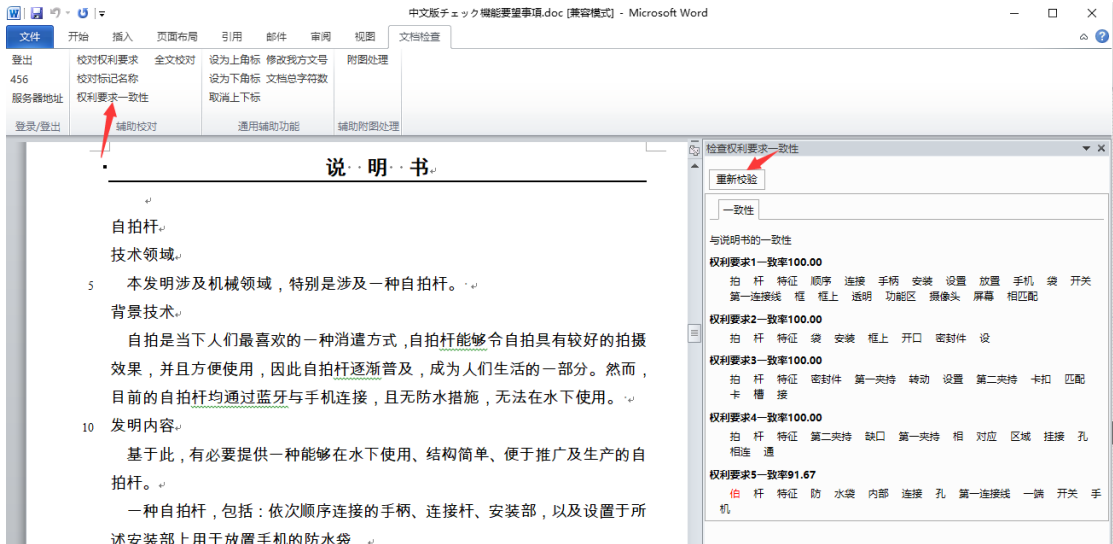 中文版チェック機能要望事項.doc [兼容模式] - Microsoft Word
文件 开始 插入 页面布局 引用 邮件 审阅 视图 文档检查
登出 校对权利要求 全文校对 设为上角标 修改我方文号 附图处理
456 校对标记名称 设为下角标 文档总字符数
服务器地址 权利要求一致性 取消上下标
登录/登出 辅助校对 通用辅助功能 辅助附图处理
说··明··书
自拍杆
技术领域
5 本发明涉及机械领域，特别是涉及一种自拍杆。
背景技术
自拍是当下人们最喜欢的一种消遣方式，自拍杆能够令自拍具有较好的拍摄
效果，并且方便使用，因此自拍杆逐渐普及，成为人们生活的一部分。然而，
目前的自拍杆均通过蓝牙与手机连接，且无防水措施，无法在水下使用。
10 发明内容
基于此，有必要提供一种能够在水下使用、结构简单、便于推广及生产的自
拍杆。
一种自拍杆，包括：依次顺序连接的手柄、连接杆、安装部，以及设置于所
述安装部上用于放置手机的防水袋
检查权利要求一致性
重新校验
一致性
与说明书的一致性
权利要求1一致率100.00
拍 杆 特征 顺序 连接 手柄 安装 设置 放置 手机 袋 开关
第一连接线 框 框上 透明 功能区 摄像头 屏幕 相匹配
权利要求2一致率100.00
拍 杆 特征 袋 安装 框上 开口 密封件 设
权利要求3一致率100.00
拍 杆 特征 密封件 第一夹持 转动 设置 第二夹持 卡扣 匹配
卡 槽 接
权利要求4一致率100.00
拍 杆 特征 第二夹持 缺口 第一夹持 相 对应 区域 挂接 孔
相连 通
权利要求5一致率91.67
伯 杆 特征 防 水袋 内部 连接 孔 第一连接线 一端 开关 手
机